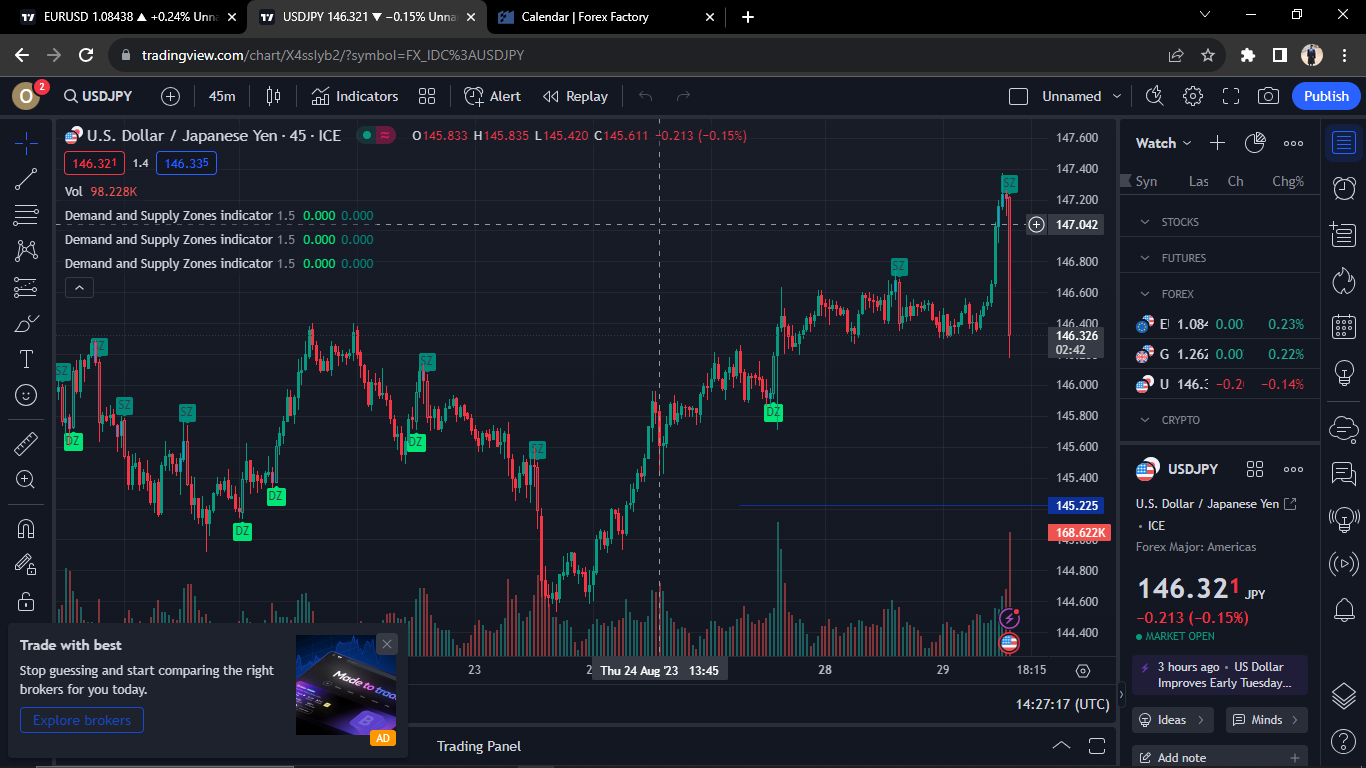 EURUSD 1.08438 ▲ +0.24% Unna
USDJPY 146.321 ▼ −0.15% Unna
Calendar | Forex Factory
tradingview.com/chart/X4sslyb2/?symbol=FX_IDC%3AUSDJPY
O
2
USDJPY
45m
Indicators
Alert
Replay
Unnamed
Publish
U.S. Dollar / Japanese Yen · 45 · ICE
O145.833 H145.835 L145.420 C145.611 −0.213 (−0.15%)
146.321 1.4 146.335
Vol 98.228K
Demand and Supply Zones indicator 1.5 0.000 0.000
Demand and Supply Zones indicator 1.5 0.000 0.000
Demand and Supply Zones indicator 1.5 0.000 0.000
SZ
SZ
SZ
SZ
SZ
SZ
SZ
SZ
DZ
DZ
DZ
DZ
DZ
147.600
147.400
147.200
147.042
146.800
146.600
146.400
146.326
02:42
146.000
145.800
145.600
145.400
145.225
168.622K
144.800
144.600
144.400
23
Thu 24 Aug '23 13:45
28
29
18:15
14:27:17 (UTC)
Trading Panel
Trade with best
Stop guessing and start comparing the right
brokers for you today.
Explore brokers
Made to trad
AD
Watch
Syn Las Ch Chg%
STOCKS
FUTURES
FOREX
1.084 0.00 0.23%
G 1.262 0.00 0.22%
U 146.3 −0.2 −0.14%
CRYPTO
USDJPY
U.S. Dollar / Japanese Yen
• ICE
Forex Major: Americas
146.321 JPY
−0.213 (−0.15%)
MARKET OPEN
3 hours ago • US Dollar
Improves Early Tuesday...
Ideas
Minds
Add note